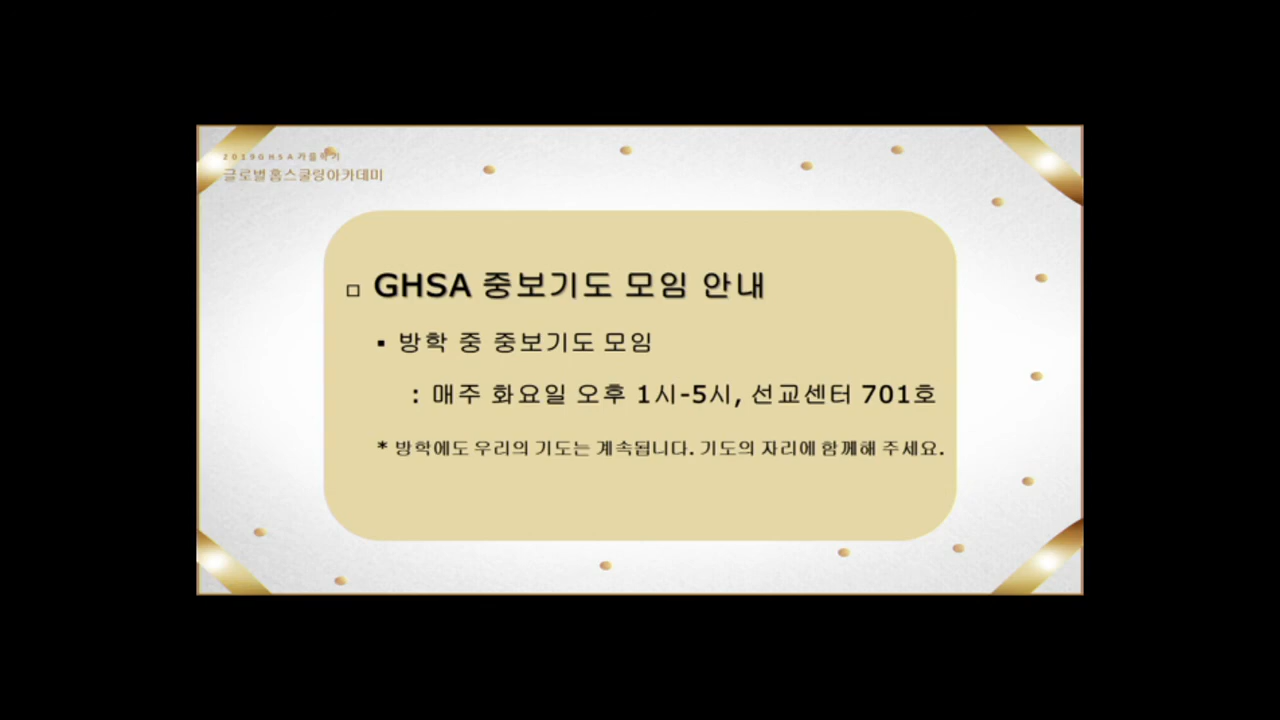 2019GHSA가을학기
글로벌홈스쿨링아카데미
□ GHSA 중보기도 모임 안내
▪ 방학 중 중보기도 모임
: 매주 화요일 오후 1시-5시, 선교센터 701호
* 방학에도 우리의 기도는 계속됩니다. 기도의 자리에 함께해 주세요.